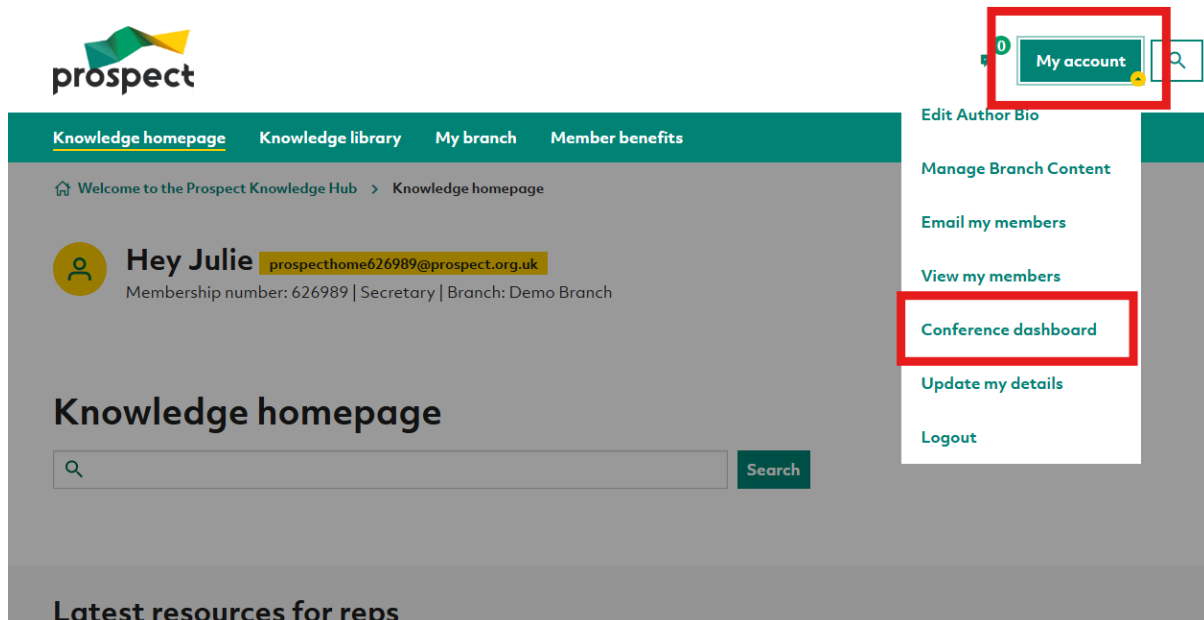 prospect
0
My account
Knowledge homepage Knowledge library My branch Member benefits
Edit Author Bio
Manage Branch Content
Email my members
View my members
Conference dashboard
Update my details
Logout
Welcome to the Prospect Knowledge Hub > Knowledge homepage
Hey Julie prospecthome626989@prospect.org.uk
Membership number: 626989 | Secretary | Branch: Demo Branch
Knowledge homepage
Search
Latest resources for reps